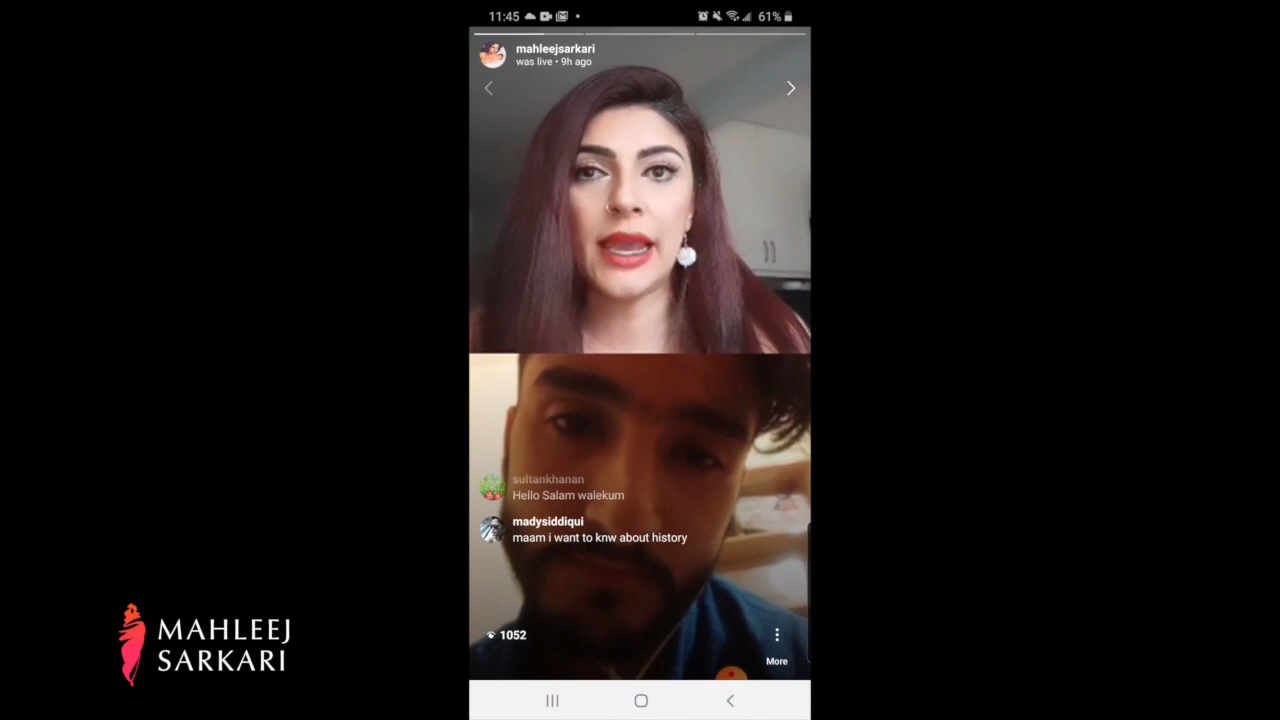 11:45
61%
mahleejsarkari
was live • 9h ago
sultankhanan
Hello Salam walekum
madysiddiqui
maam i want to knw about history
1052
More
MAHLEEJ
SARKARI